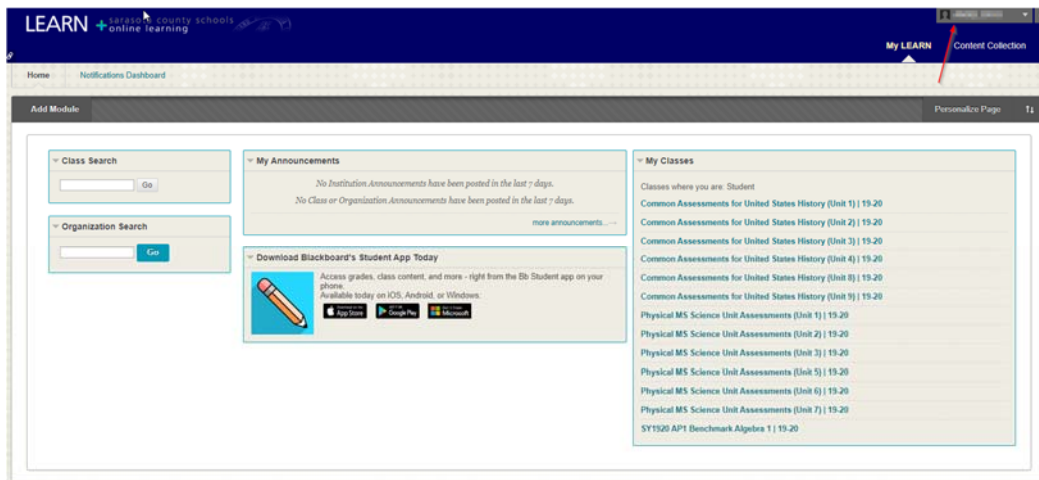 LEARN + sarasota county schools
online learning
My LEARN Content Collection
Home Notifications Dashboard
Add Module Personalize Page
Class Search
Go
Organization Search
Go
My Announcements
No Institution Announcements have been posted in the last 7 days.
No Class or Organization Announcements have been posted in the last 7 days.
more announcements...
Download Blackboard's Student App Today
Access grades, class content, and more - right from the Bb Student app on your
phone.
Available today on iOS, Android, or Windows:
App Store Google Play Microsoft
My Classes
Classes where you are: Student
Common Assessments for United States History (Unit 1) | 19-20
Common Assessments for United States History (Unit 2) | 19-20
Common Assessments for United States History (Unit 3) | 19-20
Common Assessments for United States History (Unit 4) | 19-20
Common Assessments for United States History (Unit 8) | 19-20
Common Assessments for United States History (Unit 9) | 19-20
Physical MS Science Unit Assessments (Unit 1) | 19-20
Physical MS Science Unit Assessments (Unit 2) | 19-20
Physical MS Science Unit Assessments (Unit 3) | 19-20
Physical MS Science Unit Assessments (Unit 5) | 19-20
Physical MS Science Unit Assessments (Unit 6) | 19-20
Physical MS Science Unit Assessments (Unit 7) | 19-20
SY1920 AP1 Benchmark Algebra 1 | 19-20